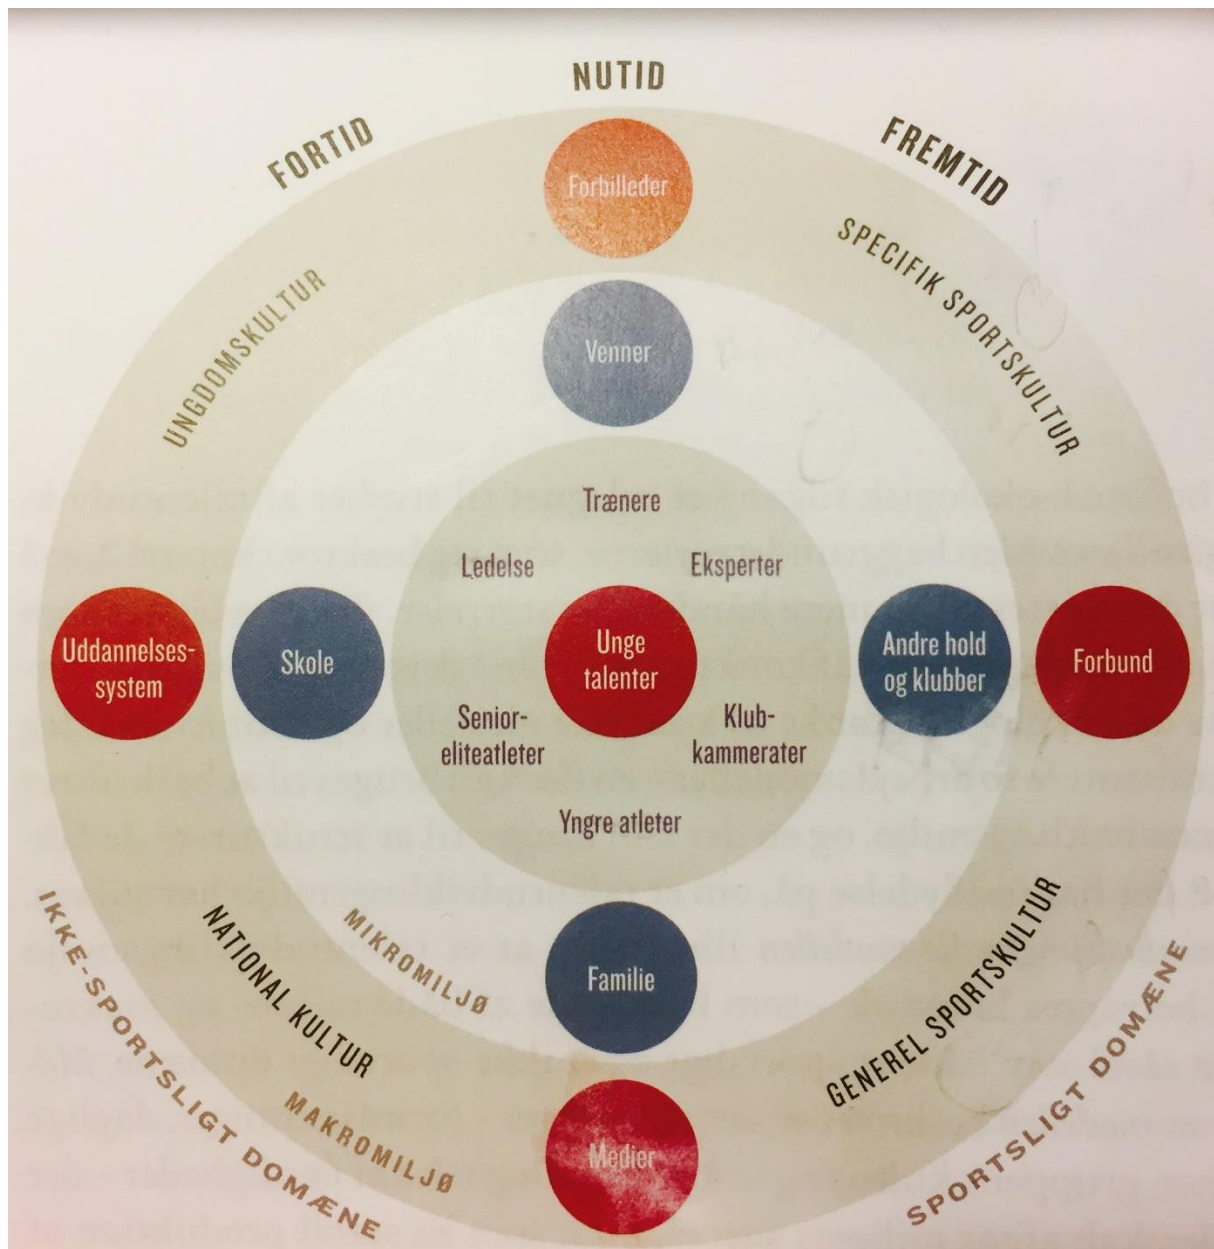 NUTID
FORTID
FREMTID
Forbilleder
SPECIFIK SPORTSKULTUR
UNGDOMSKULTUR
Venner
Trænere
Ledelse
Eksperter
Uddannelses-
system
Skole
Unge
talenter
Andre hold
og klubber
Forbund
Senior-
eliteatleter
Klub-
kammerater
Yngre atleter
Familie
MIKROMILJØ
NATIONAL KULTUR
GENEREL SPORTSKULTUR
MAKROMILJØ
Medier
IKKE-SPORTSLIGT DOMÆNE
SPORTSLIGT DOMÆNE